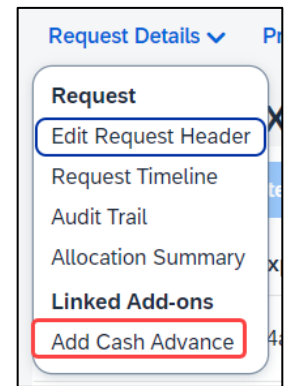 Request Details
Request
Edit Request Header
Request Timeline
Audit Trail
Allocation Summary
Linked Add-ons
Add Cash Advance